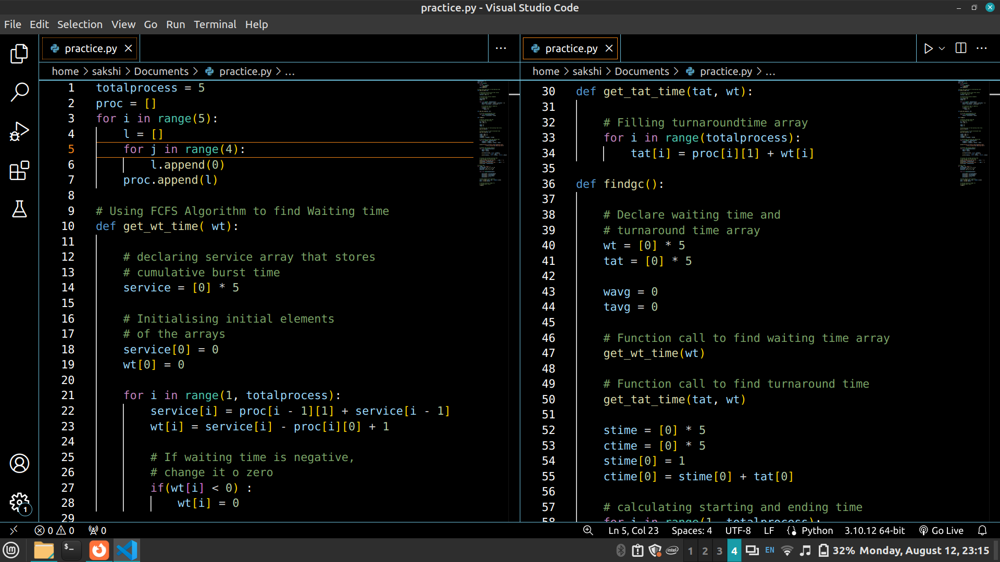 practice.py - Visual Studio Code
File Edit Selection View Go Run Terminal Help
practice.py
home > sakshi > Documents > practice.py > ...
1 totalprocess = 5
2 proc = []
3 for i in range(5):
4     l = []
5     for j in range(4):
6         l.append(0)
7     proc.append(l)
8
9 # Using FCFS Algorithm to find Waiting time
10 def get_wt_time( wt):
11
12     # declaring service array that stores
13     # cumulative burst time
14     service = [0] * 5
15
16     # Initialising initial elements
17     # of the arrays
18     service[0] = 0
19     wt[0] = 0
20
21     for i in range(1, totalprocess):
22         service[i] = proc[i - 1][1] + service[i - 1]
23         wt[i] = service[i] - proc[i][0] + 1
24
25         # If waiting time is negative,
26         # change it o zero
27         if(wt[i] < 0) :
28             wt[i] = 0
29
practice.py
home > sakshi > Documents > practice.py > ...
30 def get_tat_time(tat, wt):
31
32     # Filling turnaroundtime array
33     for i in range(totalprocess):
34         tat[i] = proc[i][1] + wt[i]
35
36 def findgc():
37
38     # Declare waiting time and
39     # turnaround time array
40     wt = [0] * 5
41     tat = [0] * 5
42
43     wavg = 0
44     tavg = 0
45
46     # Function call to find waiting time array
47     get_wt_time(wt)
48
49     # Function call to find turnaround time
50     get_tat_time(tat, wt)
51
52     stime = [0] * 5
53     ctime = [0] * 5
54     stime[0] = 1
55     ctime[0] = stime[0] + tat[0]
56
57     # calculating starting and ending time
58     for i in range(1, totalprocess):
1
0 0 0 Ln 5, Col 23 Spaces: 4 UTF-8 LF Python 3.10.12 64-bit Go Live
intel 1 2 3 4 EN 32% Monday, August 12, 23:15